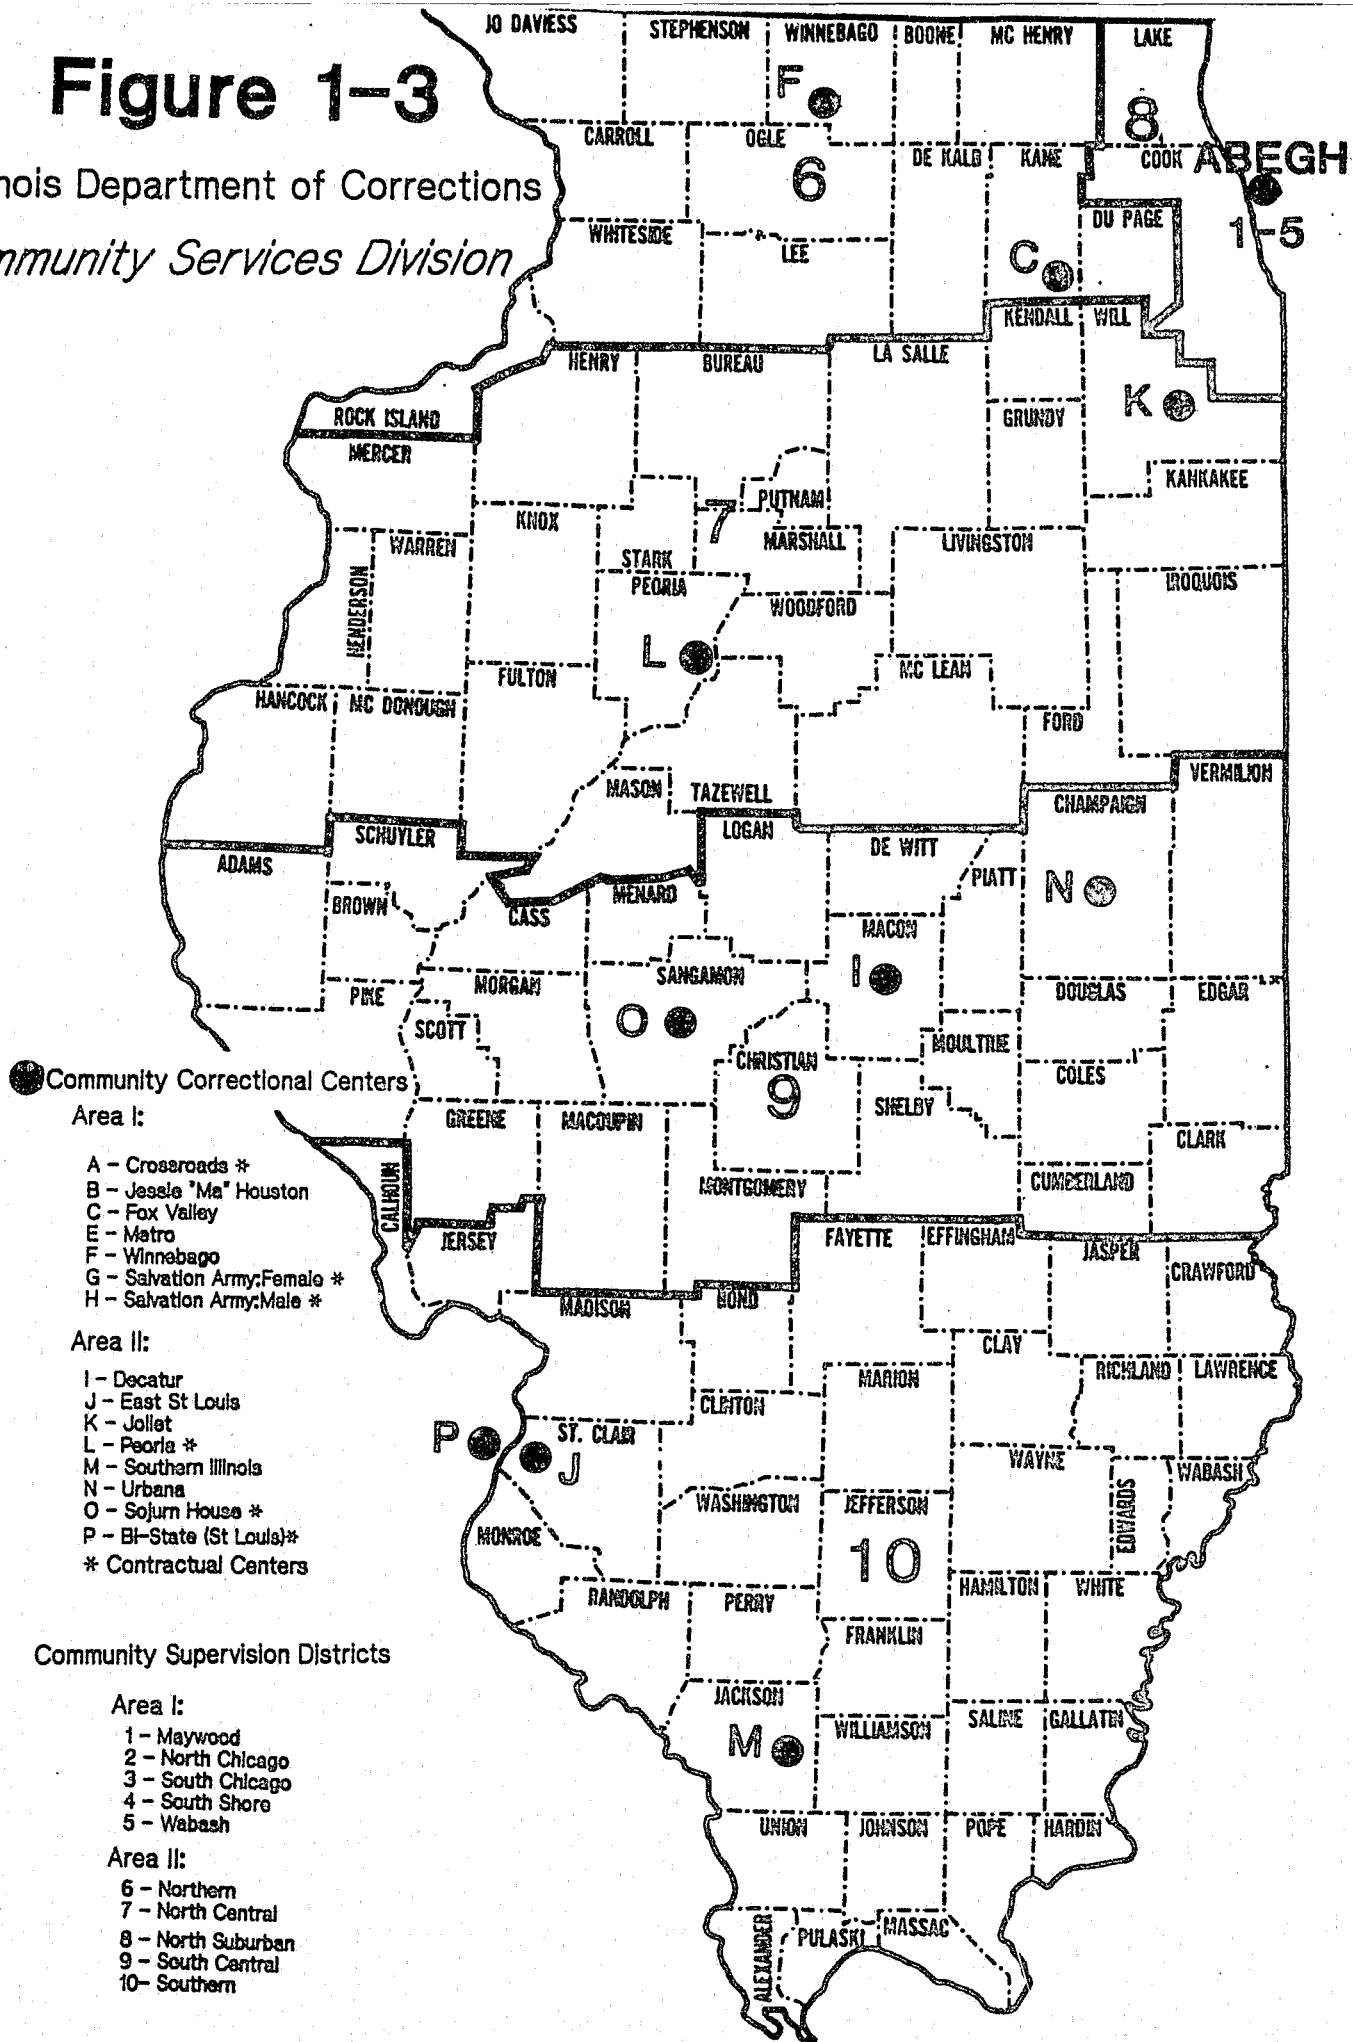 Figure 1-3
nois Department of Corrections
mmunity Services Division
JO DAVIESS STEPHENSON WINNEBAGO BOONE MC HENRY LAKE
F
8
CARROLL OGLE DE KALB KANE COOK ABEGH
6
1-5
WHITESIDE LEE DU PAGE
C
KENDALL WILL
HENRY BUREAU LA SALLE
K
ROCK ISLAND GRUNDY
MERCER
KANKAKEE
KNOX 7 PUTNAM
WARREN STARK MARSHALL LIVINGSTON
HENDERSON PEORIA WOODFORD IROQUOIS
L
FULTON MC LEAN
HANCOCK MC DONOUGH FORD
MASON TAZEWELL VERMILION
SCHUYLER LOGAN CHAMPAIGN
ADAMS DE WITT
BROWN CASS MENARD PIATT N
MACON
PIKE MORGAN SANGAMON I DOUGLAS EDGAR
SCOTT O MOULTRIE
CHRISTIAN COLES
9 SHELBY
GREENE MACOUPIN CLARK
CALHOUN MONTGOMERY CUMBERLAND
JERSEY FAYETTE EFFINGHAM JASPER
CRAWFORD
MADISON BOND
CLAY
MARION RICHLAND LAWRENCE
CLINTON
P J ST. CLAIR
WAYNE WABASH
WASHINGTON JEFFERSON EDWARDS
MONROE 10
RANDOLPH PERRY HAMILTON WHITE
FRANKLIN
JACKSON
M WILLIAMSON SALINE GALLATIN
UNION JOHNSON POPE HARDIN
ALEXANDER PULASKI MASSAC
Community Correctional Centers
Area I:
A - Crossroads *
B - Jessie "Ma" Houston
C - Fox Valley
E - Metro
F - Winnebago
G - Salvation Army:Female *
H - Salvation Army:Male *
Area II:
I - Decatur
J - East St Louis
K - Joliet
L - Peoria *
M - Southern Illinois
N - Urbana
O - Sojurn House *
P - Bi-State (St Louis)*
* Contractual Centers
Community Supervision Districts
Area I:
1 - Maywood
2 - North Chicago
3 - South Chicago
4 - South Shore
5 - Wabash
Area II:
6 - Northern
7 - North Central
8 - North Suburban
9 - South Central
10- Southern